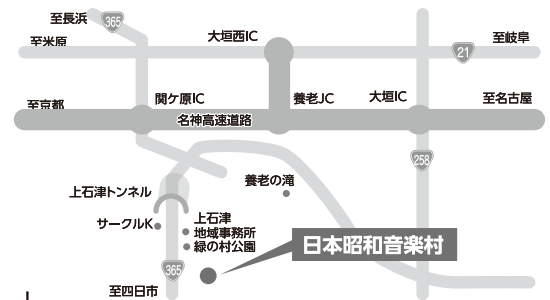 至長浜
365
大垣西IC
至米原
至岐阜
21
至京都
関ケ原IC
養老JC
大垣IC
至名古屋
名神高速道路
258
養老の滝
上石津トンネル
サークルK
上石津
地域事務所
緑の村公園
日本昭和音楽村
365
至四日市